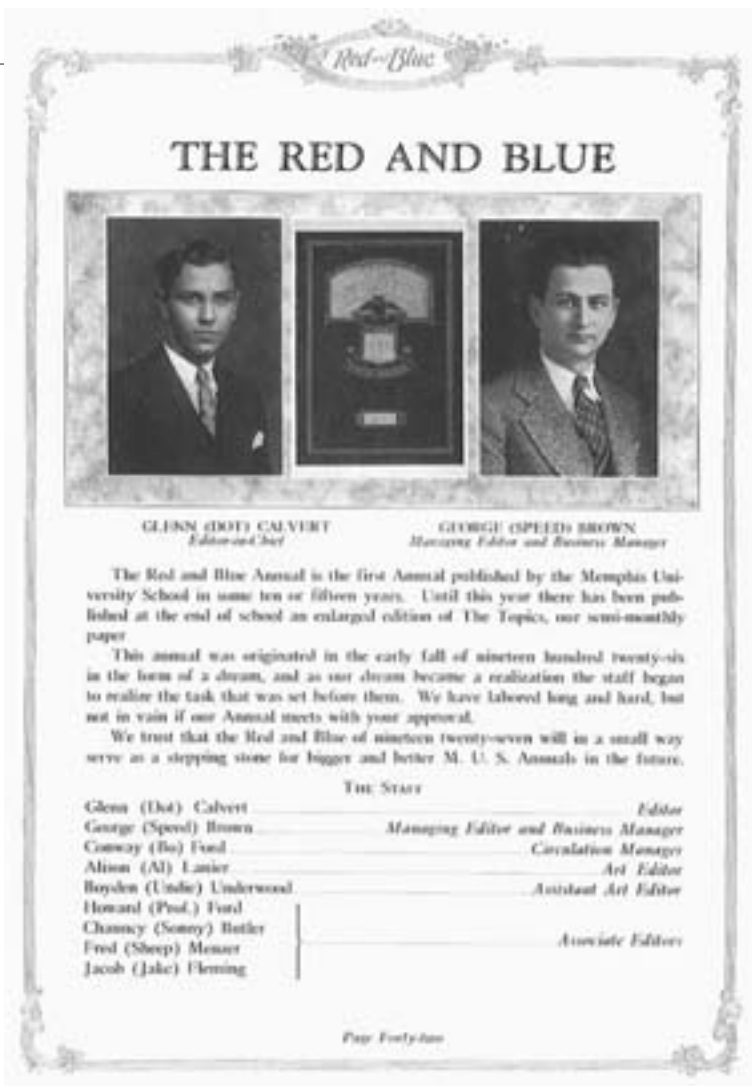 Red and Blue
THE RED AND BLUE
GLENN (DOT) CALVERT
Editor-in-Chief
GEORGE (SPEED) BROWN
Managing Editor and Business Manager
The Red and Blue Annual is the first Annual published by the Memphis Uni-
versity School in some ten or fifteen years. Until this year there has been pub-
lished at the end of school an enlarged edition of The Topics, our semi-monthly
paper
This annual was originated in the early fall of nineteen hundred twenty-six
in the form of a dream, and as our dream became a realization the staff began
to realize the task that was set before them. We have labored long and hard, but
not in vain if our Annual meets with your approval.
We trust that the Red and Blue of nineteen twenty-seven will in a small way
serve as a stepping stone for bigger and better M. U. S. Annuals in the future.
THE STAFF
Glenn (Dot) Calvert Editor
George (Speed) Brown Managing Editor and Business Manager
Conway (Bo) Ford Circulation Manager
Alison (Al) Lanier Art Editor
Boyden (Undie) Underwood Assistant Art Editor
Howard (Prof.) Ford
Chauncy (Sonny) Butler
Fred (Sheep) Menzer
Jacob (Jake) Fleming
Associate Editors
Page Forty-two